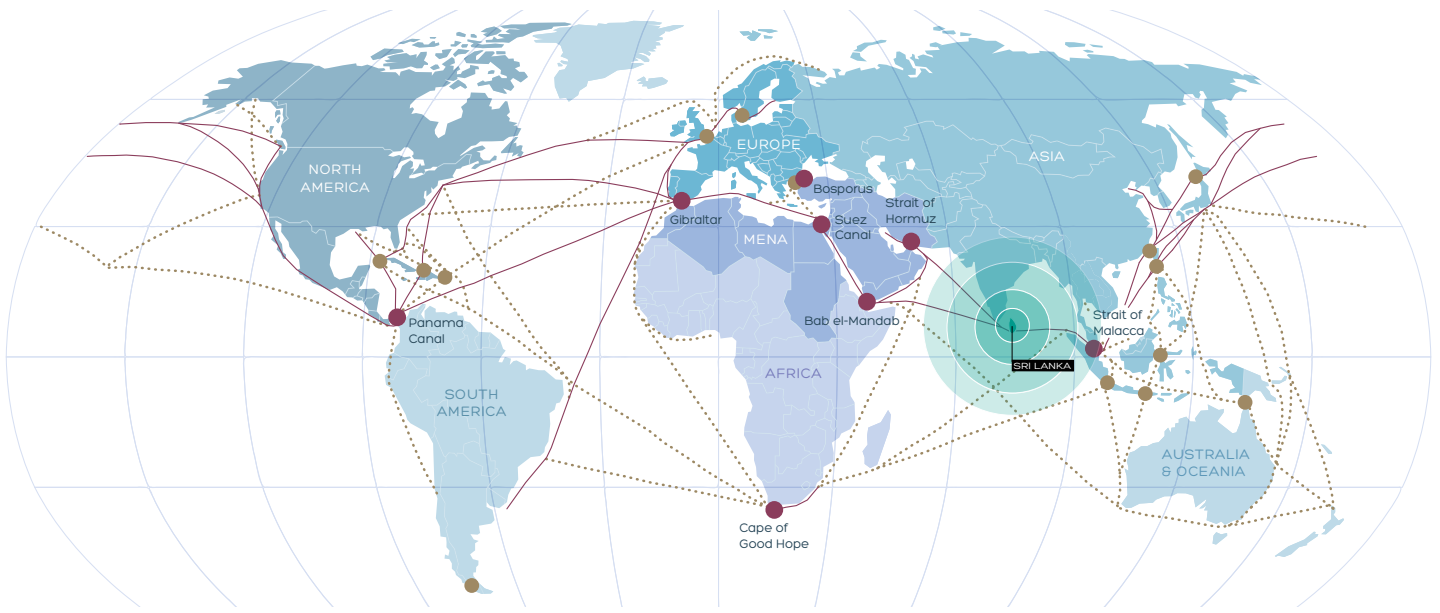 NORTH
AMERICA
EUROPE
ASIA
Bosporus
Strait of
Hormuz
Gibraltar
Suez
Canal
MENA
Panama
Canal
Bab el-Mandab
Strait of
Malacca
SRI LANKA
AFRICA
SOUTH
AMERICA
AUSTRALIA
& OCEANIA
Cape of
Good Hope